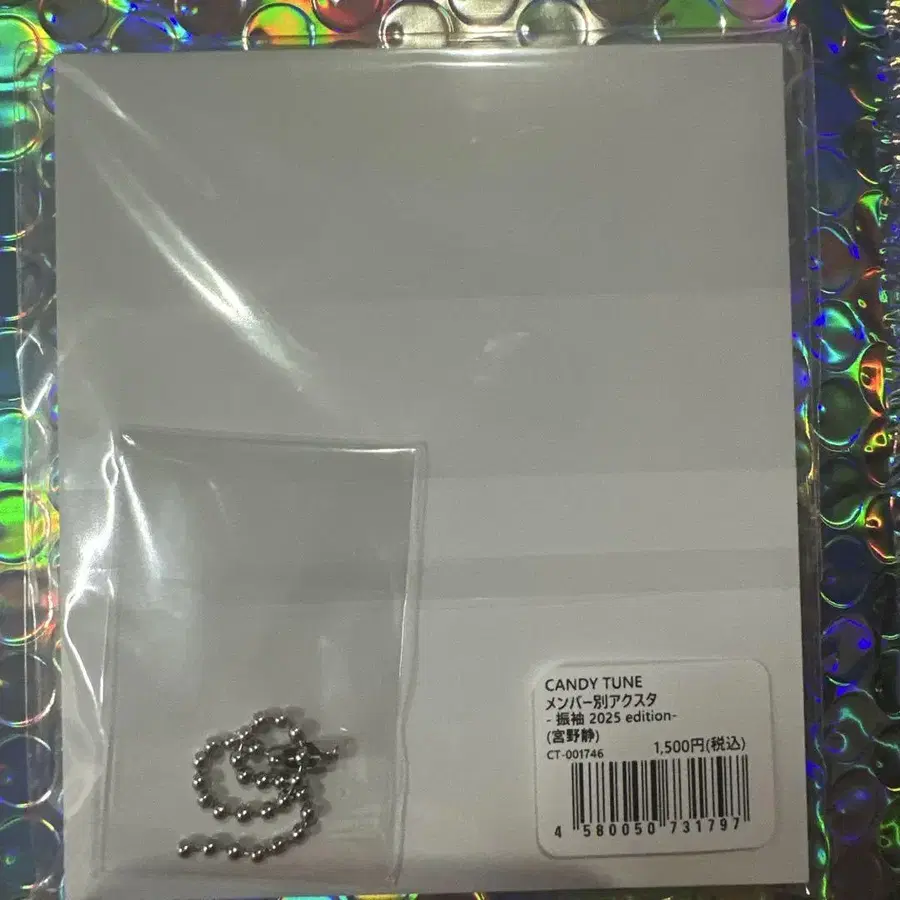 CANDY TUNE
メンバー別アクスタ
- 振袖 2025 edition-
(宮野静)
CT-001746 1,500円(税込)
4 580050 731797